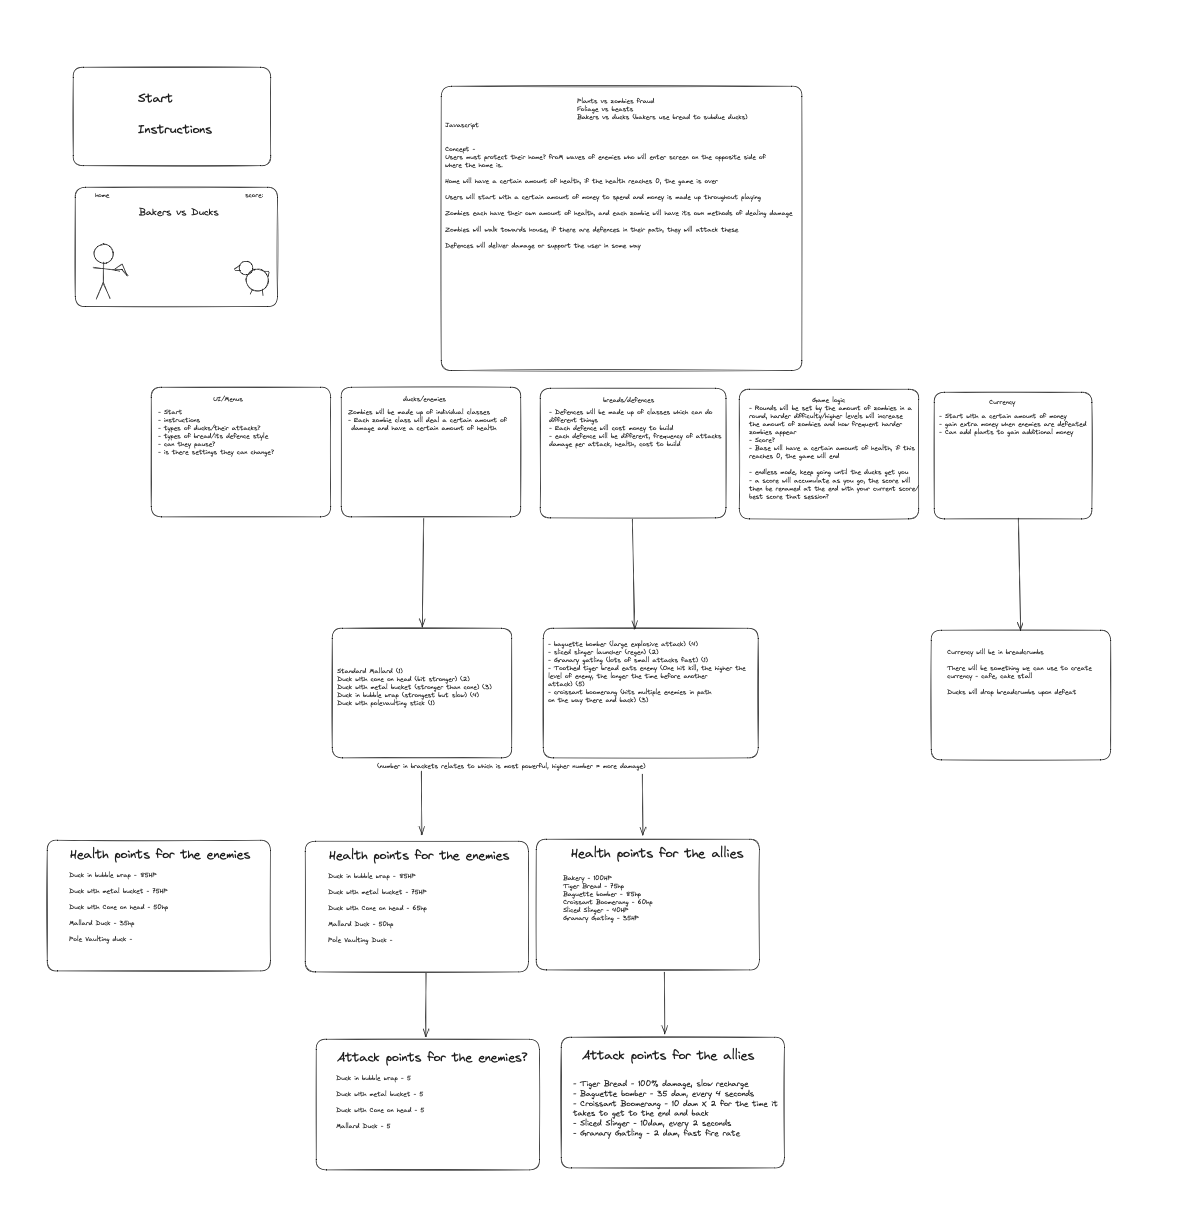 Start
Instructions
home
score:
Bakers vs Ducks
Plants vs zombies fraud
Foliage vs beasts
Bakers vs ducks (bakers use bread to subdue ducks)
Javascript
Concept -
Users must protect their home? froM waves of enemies who will enter screen on the opposite side of
where the home is.
Home will have a certain amount of health, if the health reaches 0, the game is over
Users will start with a certain amount of money to spend and money is made up throughout playing
Zombies each have their own amount of health, and each zombie will have its own methods of dealing damage
Zombies will walk towards house, if there are defences in their path, they will attack these
Defences will deliver damage or support the user in some way
UI/Menus
- Start
- instructions
- types of ducks/their attacks?
- types of bread/its defence style
- can they pause?
- is there settings they can change?
ducks/enemies
Zombies will be made up of individual classes
- Each zombie class will deal a certain amount of
damage and have a certain amount of health
breads/defences
- Defences will be made up of classes which can do
different things
- Each defence will cost money to build
- each defence will be different, frequency of attacks
damage per attack, health, cost to build
Game logic
- Rounds will be set by the amount of zombies in a
round, harder difficulty/higher levels will increase
the amount of zombies and how frequent harder
zombies appear
- Score?
- Base will have a certain amount of health, if this
reaches 0, the game will end
- endless mode, keep going until the ducks get you
- a score will accumulate as you go, the score will
then be renamed at the end with your current score/
best score that session?
Currency
- Start with a certain amount of money
- gain extra money when enemies are defeated
- Can add plants to gain additional money
Standard Mallard (1)
Duck with cone on head (bit stronger) (2)
Duck with metal bucket (stronger than cone) (3)
Duck in bubble wrap (strongest but slow) (4)
Duck with polevaulting stick (1)
- baguette bomber (large explosive attack) (4)
- sliced slinger launcher (regen) (2)
- Granary gatling (lots of small attacks fast) (1)
- Toothed tiger bread eats enemy (One hit kill, the higher the
level of enemy, the longer the time before another
attack) (5)
- croissant boomerang (hits multiple enemies in path
on the way there and back) (3)
Currency will be in breadcrumbs
There will be something we can use to create
currency - cafe, cake stall
Ducks will drop breadcrumbs upon defeat
(number in brackets relates to which is most powerful, higher number = more damage)
Health points for the enemies
Duck in bubble wrap - 85HP
Duck with metal bucket - 75HP
Duck with Cone on head - 50hp
Mallard Duck - 35hp
Pole Vaulting duck -
Health points for the enemies
Duck in bubble wrap - 85HP
Duck with metal bucket - 75HP
Duck with Cone on head - 65hp
Mallard Duck - 50hp
Pole Vaulting Duck -
Health points for the allies
Bakery - 100HP
Tiger Bread - 75hp
Baguette bomber - 85hp
Croissant Boomerang - 60hp
Sliced Slinger - 40HP
Granary Gatling - 35HP
Attack points for the enemies?
Duck in bubble wrap - 5
Duck with metal bucket - 5
Duck with Cone on head - 5
Mallard Duck - 5
Attack points for the allies
- Tiger Bread - 100% damage, slow recharge
- Baguette bomber - 35 dam, every 4 seconds
- Croissant Boomerang - 10 dam X 2 for the time it
takes to get to the end and back
- Sliced Slinger - 10dam, every 2 seconds
- Granary Gatling - 2 dam, fast fire rate